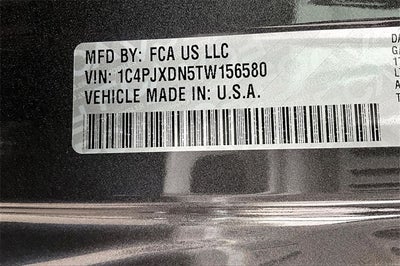 MFD BY: FCA US LLC
VIN: 1C4PJXDN5TW156580
VEHICLE MADE IN: U.S.A.